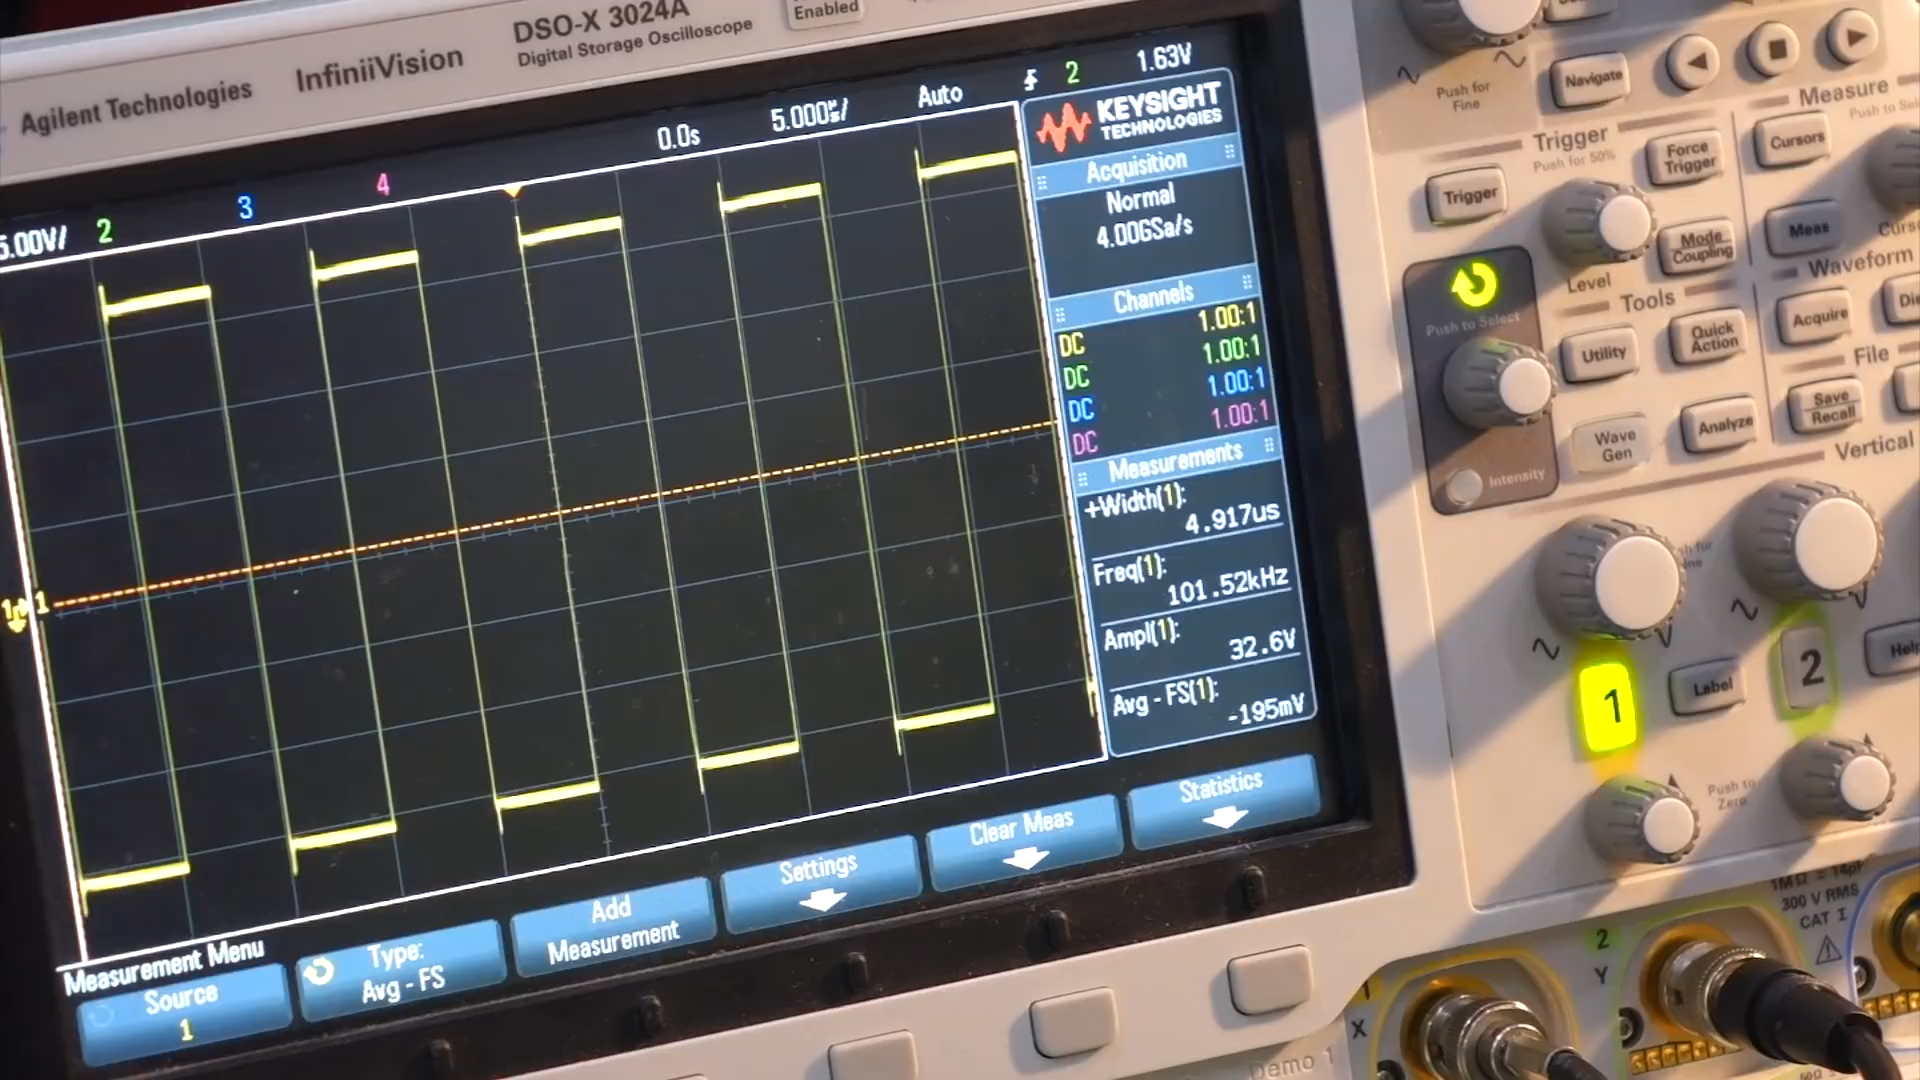 Agilent Technologies
InfiniiVision
DSO-X 3024A
Digital Storage Oscilloscope
Enabled
5.00V/
2
3
4
0.0s
5.000us/
Auto
2
1.63V
KEYSIGHT
TECHNOLOGIES
Acquisition
Normal
4.00GSa/s
Channels
DC 1.00:1
DC 1.00:1
DC 1.00:1
DC 1.00:1
Measurements
+Width(1):
4.917us
Freq(1):
101.52kHz
Ampl(1):
32.6V
Avg - FS(1):
-195mV
1
Measurement Menu
Source
1
Type:
Avg - FS
Add
Measurement
Settings
Clear Meas
Statistics
Push for
Fine
Navigate
Measure
Trigger
Push for 50%
Force
Trigger
Cursors
Trigger
Level
Mode
Coupling
Meas
Push to Select
Tools
Waveform
Utility
Quick
Action
Acquire
File
Wave
Gen
Analyze
Save
Recall
Intensity
Vertical
1
Label
2
Help
Push to
Zero
1MΩ = 14pF
300 V RMS
CAT I
X
2
Y
Demo 1